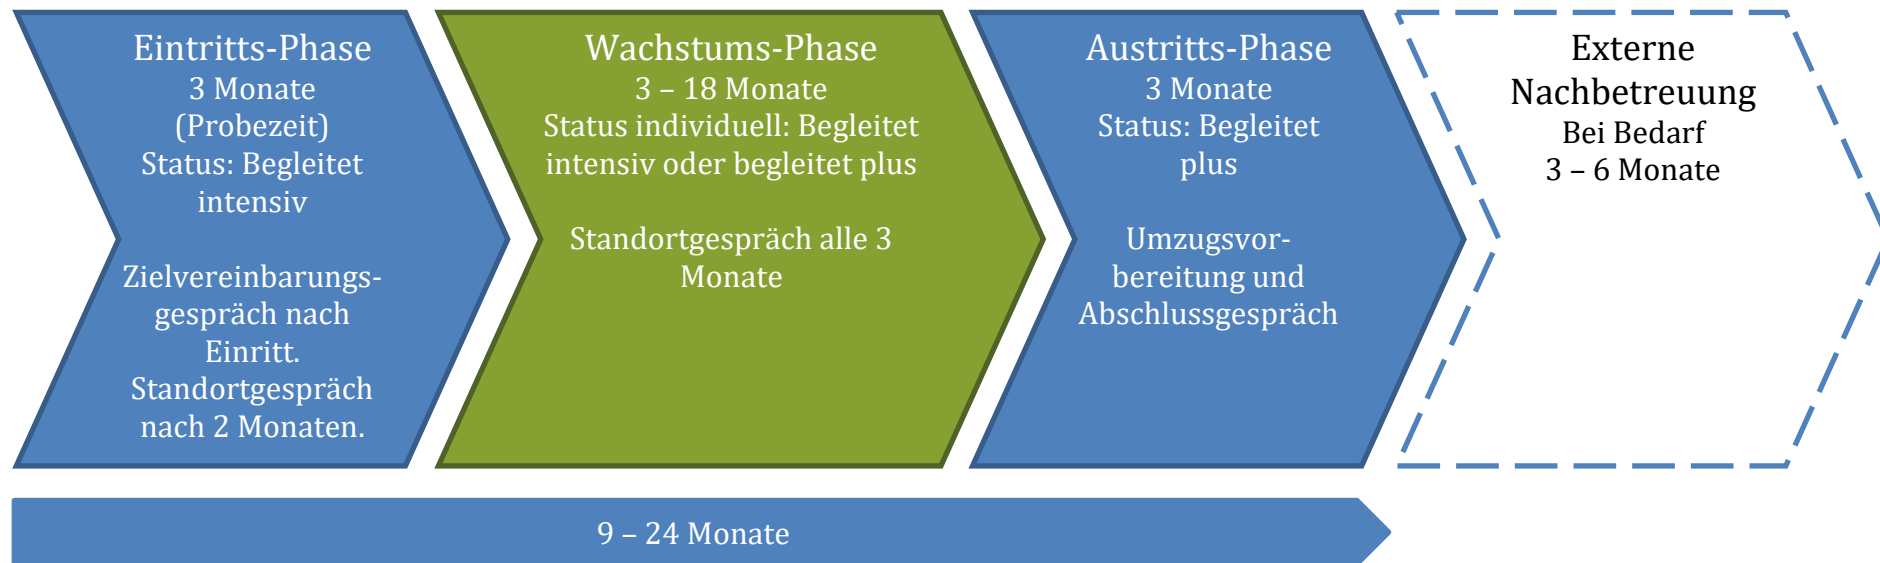 Eintritts-Phase
3 Monate
(Probezeit)
Status: Begleitet
intensiv
Zielvereinbarungs-
gespräch nach
Einritt.
Standortgespräch
nach 2 Monaten.
Wachstums-Phase
3 – 18 Monate
Status individuell: Begleitet
intensiv oder begleitet plus
Standortgespräch alle 3
Monate
Austritts-Phase
3 Monate
Status: Begleitet
plus
Umzugsvor-
bereitung und
Abschlussgespräch
Externe
Nachbetreuung
Bei Bedarf
3 – 6 Monate
9 – 24 Monate